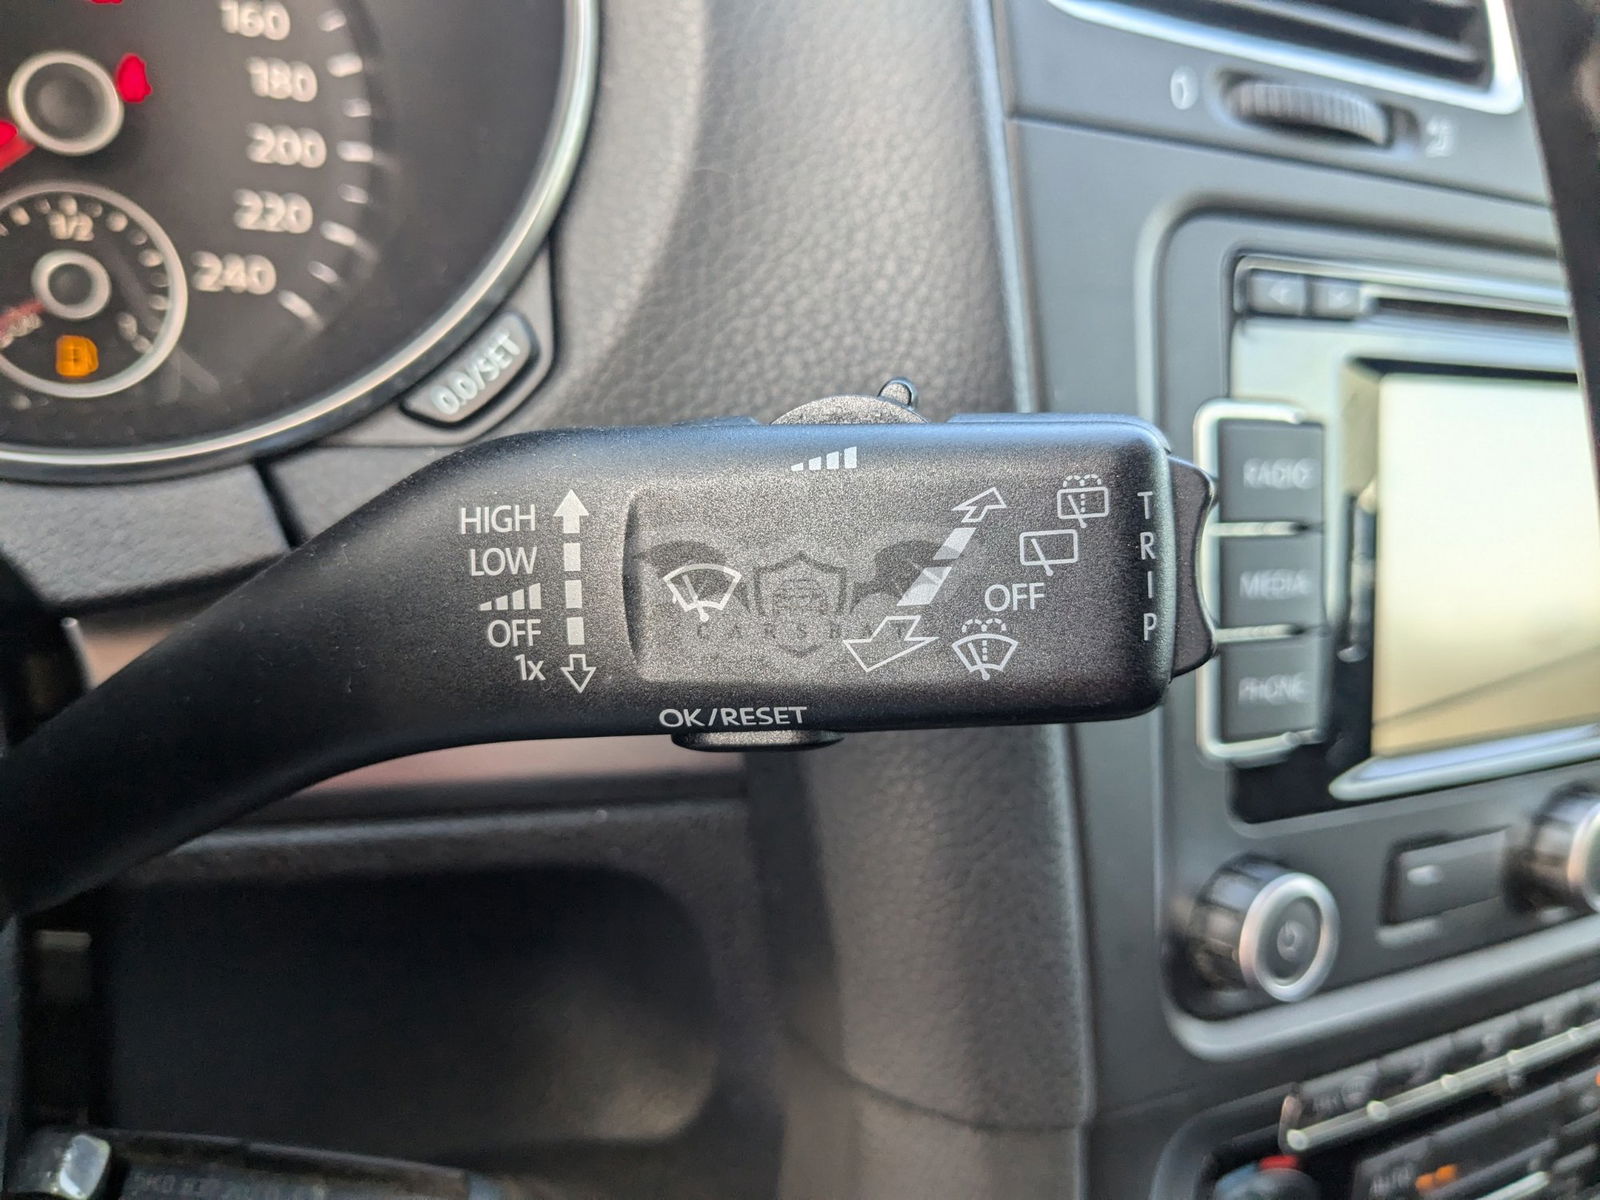 160
180
200
220
240
1/2
0.0/SET
HIGH
LOW
OFF
1x
OFF
TRIP
OK/RESET
RADIO
MEDIA
PHONE